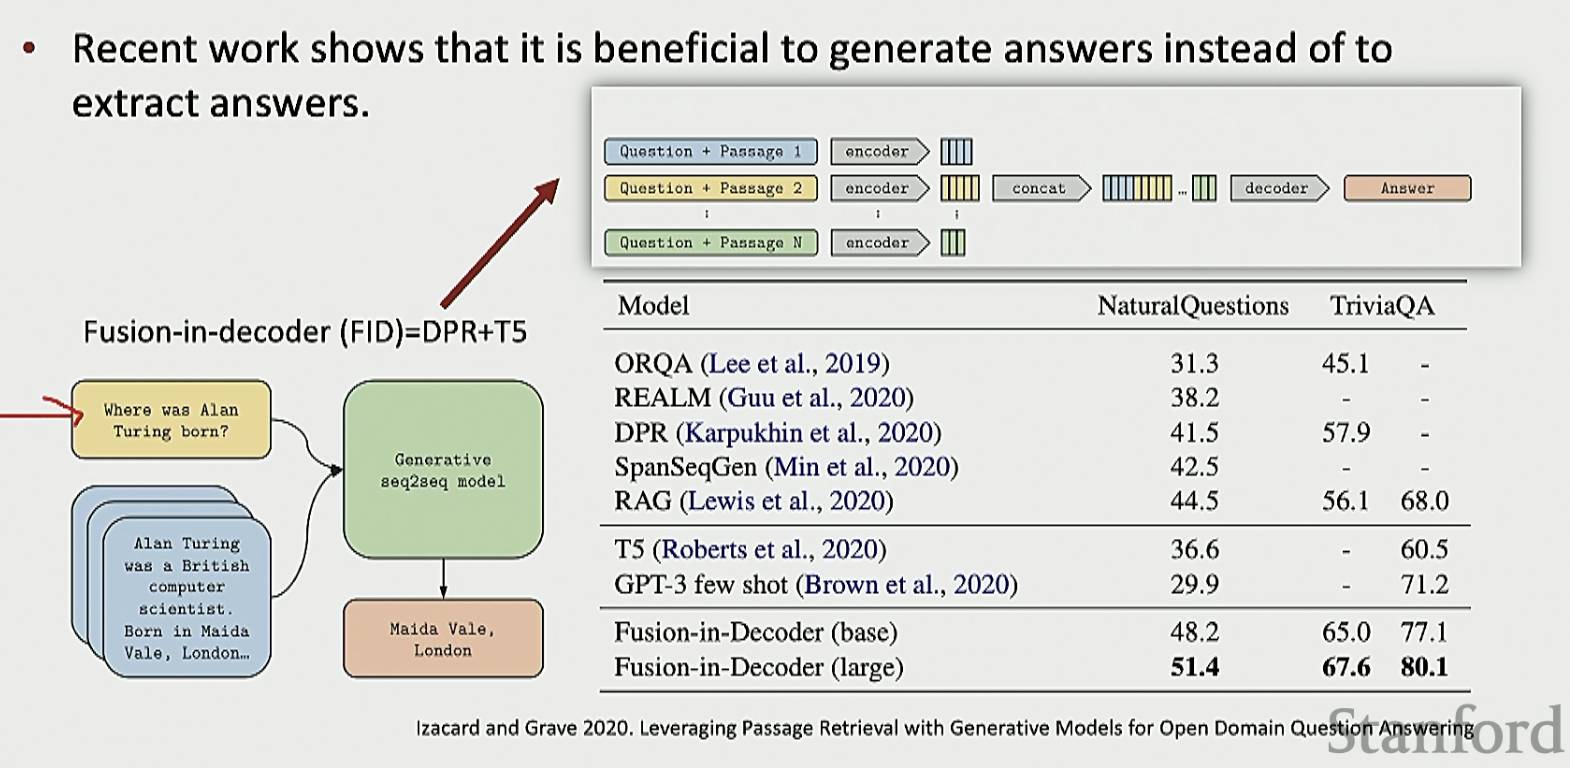 • Recent work shows that it is beneficial to generate answers instead of to
extract answers.
Question + Passage 1 encoder
Question + Passage 2 encoder concat ... decoder Answer
Question + Passage N encoder
Fusion-in-decoder (FID)=DPR+T5
Where was Alan
Turing born?
Generative
seq2seq model
Alan Turing
was a British
computer
scientist.
Born in Maida
Vale, London…
Maida Vale,
London
Model NaturalQuestions TriviaQA
ORQA (Lee et al., 2019) 31.3 45.1 -
REALM (Guu et al., 2020) 38.2 - -
DPR (Karpukhin et al., 2020) 41.5 57.9 -
SpanSeqGen (Min et al., 2020) 42.5 - -
RAG (Lewis et al., 2020) 44.5 56.1 68.0
T5 (Roberts et al., 2020) 36.6 - 60.5
GPT-3 few shot (Brown et al., 2020) 29.9 - 71.2
Fusion-in-Decoder (base) 48.2 65.0 77.1
Fusion-in-Decoder (large) 51.4 67.6 80.1
Izacard and Grave 2020. Leveraging Passage Retrieval with Generative Models for Open Domain Question Answering
Stanford